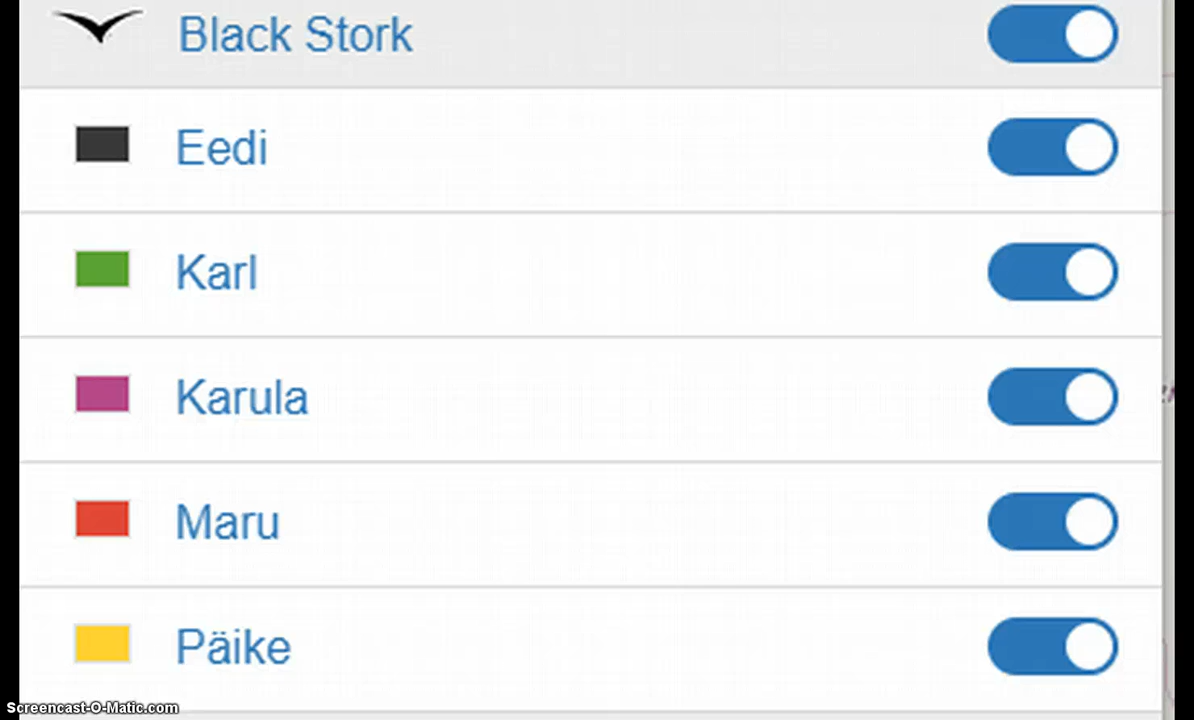 Black Stork
Eedi
Karl
Karula
Maru
Päike
Screencast-O-Matic.com